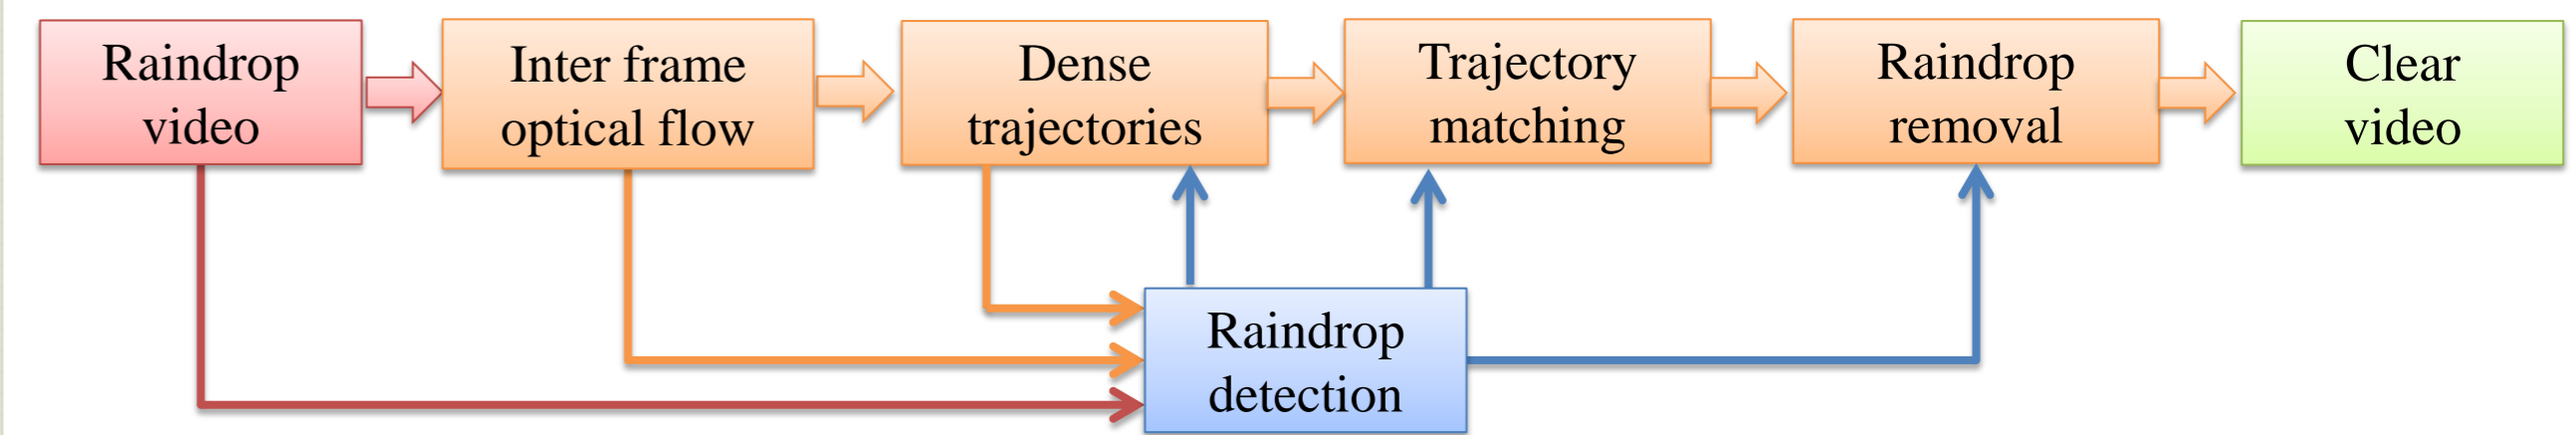 Raindrop
video
Inter frame
optical flow
Dense
trajectories
Trajectory
matching
Raindrop
removal
Clear
video
Raindrop
detection